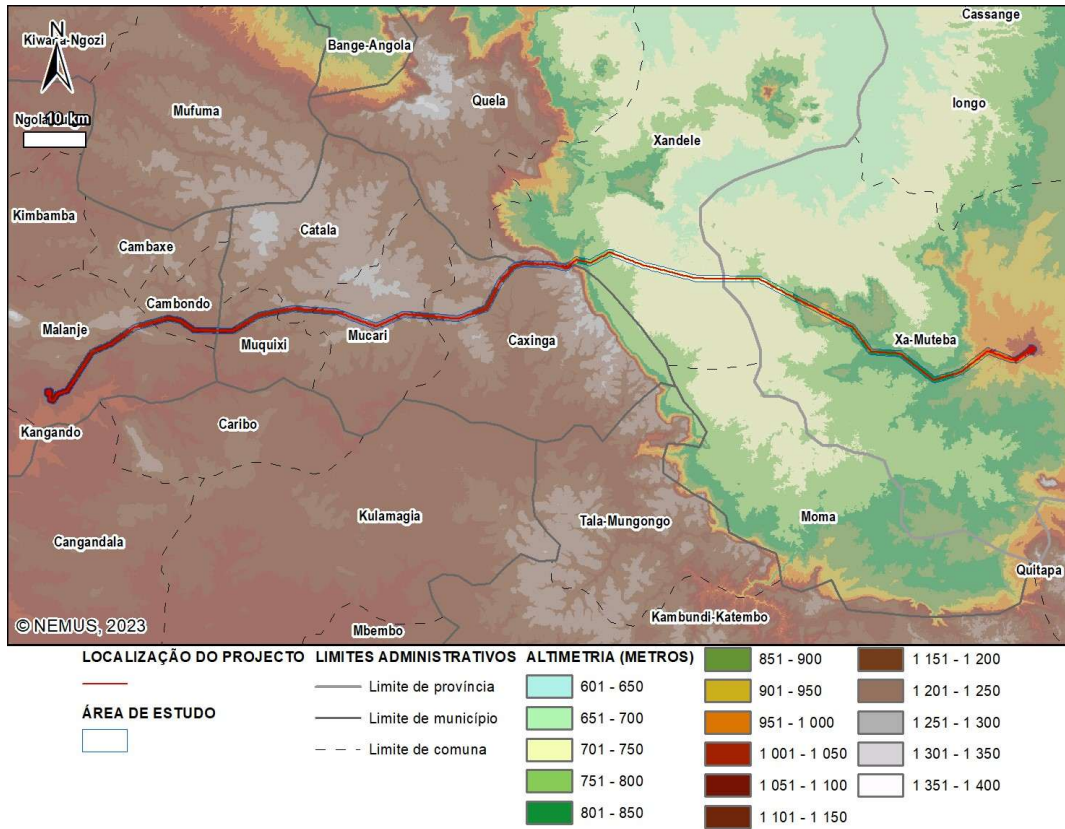 Cassange
N
Kiwara-Ngozi
Bange-Angola
Quela
Mufuma
Iongo
10 km
Xandele
Kimbamba
Catala
Cambaxe
Cambondo
Malanje
Muquixi
Mucari
Caxinga
Xa-Muteba
Kangando
Caribo
Kulamagia
Tala-Mungongo
Moma
Cangandala
Quitapa
Kambundi-Katembo
© NEMUS, 2023
Mbembo
LOCALIZAÇÃO DO PROJECTO
ÁREA DE ESTUDO
LIMITES ADMINISTRATIVOS
Limite de província
Limite de município
Limite de comuna
ALTIMETRIA (METROS)
601 - 650
651 - 700
701 - 750
751 - 800
801 - 850
851 - 900
901 - 950
951 - 1 000
1 001 - 1 050
1 051 - 1 100
1 101 - 1 150
1 151 - 1 200
1 201 - 1 250
1 251 - 1 300
1 301 - 1 350
1 351 - 1 400